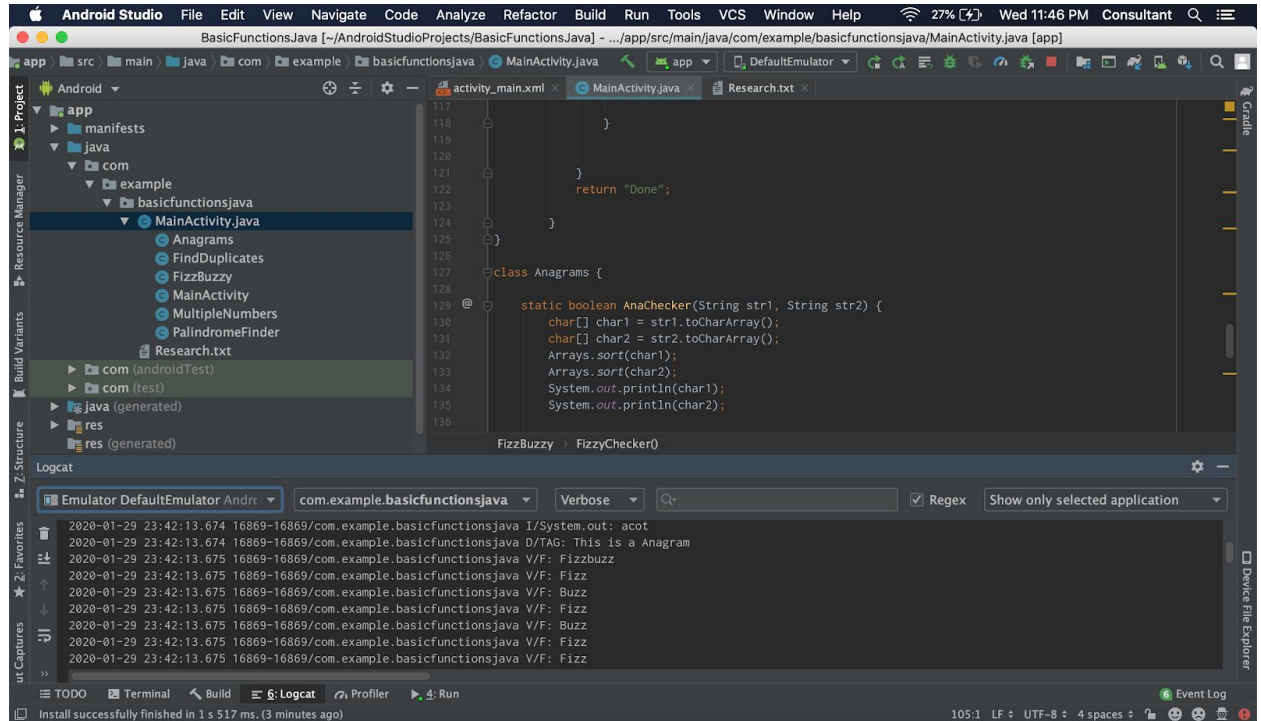 Android Studio File Edit View Navigate Code Analyze Refactor Build Run Tools VCS Window Help 27% Wed 11:46 PM Consultant
BasicFunctionsJava [~/AndroidStudioProjects/BasicFunctionsJava] - .../app/src/main/java/com/example/basicfunctionsjava/MainActivity.java [app]
app src main java com example basicfunctionsjava MainActivity.java app DefaultEmulator
1: Project
Resource Manager
Build Variants
Z: Structure
2: Favorites
ut Captures
Android
app
manifests
java
com
example
basicfunctionsjava
MainActivity.java
Anagrams
FindDuplicates
FizzBuzzy
MainActivity
MultipleNumbers
PalindromeFinder
Research.txt
com (androidTest)
com (test)
java (generated)
res
res (generated)
activity_main.xml MainActivity.java Research.txt
117
118 }
119
120
121 }
122 return "Done";
123
124 }
125 }
126
127 class Anagrams {
128
129 @ static boolean AnaChecker(String str1, String str2) {
130 char[] char1 = str1.toCharArray();
131 char[] char2 = str2.toCharArray();
132 Arrays.sort(char1);
133 Arrays.sort(char2);
134 System.out.println(char1);
135 System.out.println(char2);
136
FizzBuzzy FizzyChecker()
Gradle
Device File Explorer
Logcat
Emulator DefaultEmulator Andrc com.example.basicfunctionsjava Verbose Regex Show only selected application
2020-01-29 23:42:13.674 16869-16869/com.example.basicfunctionsjava I/System.out: acot
2020-01-29 23:42:13.674 16869-16869/com.example.basicfunctionsjava D/TAG: This is a Anagram
2020-01-29 23:42:13.675 16869-16869/com.example.basicfunctionsjava V/F: Fizzbuzz
2020-01-29 23:42:13.675 16869-16869/com.example.basicfunctionsjava V/F: Fizz
2020-01-29 23:42:13.675 16869-16869/com.example.basicfunctionsjava V/F: Buzz
2020-01-29 23:42:13.675 16869-16869/com.example.basicfunctionsjava V/F: Fizz
2020-01-29 23:42:13.675 16869-16869/com.example.basicfunctionsjava V/F: Buzz
2020-01-29 23:42:13.675 16869-16869/com.example.basicfunctionsjava V/F: Fizz
2020-01-29 23:42:13.675 16869-16869/com.example.basicfunctionsjava V/F: Fizz
TODO Terminal Build 6: Logcat Profiler 4: Run 6 Event Log
Install successfully finished in 1 s 517 ms. (3 minutes ago) 105:1 LF UTF-8 4 spaces